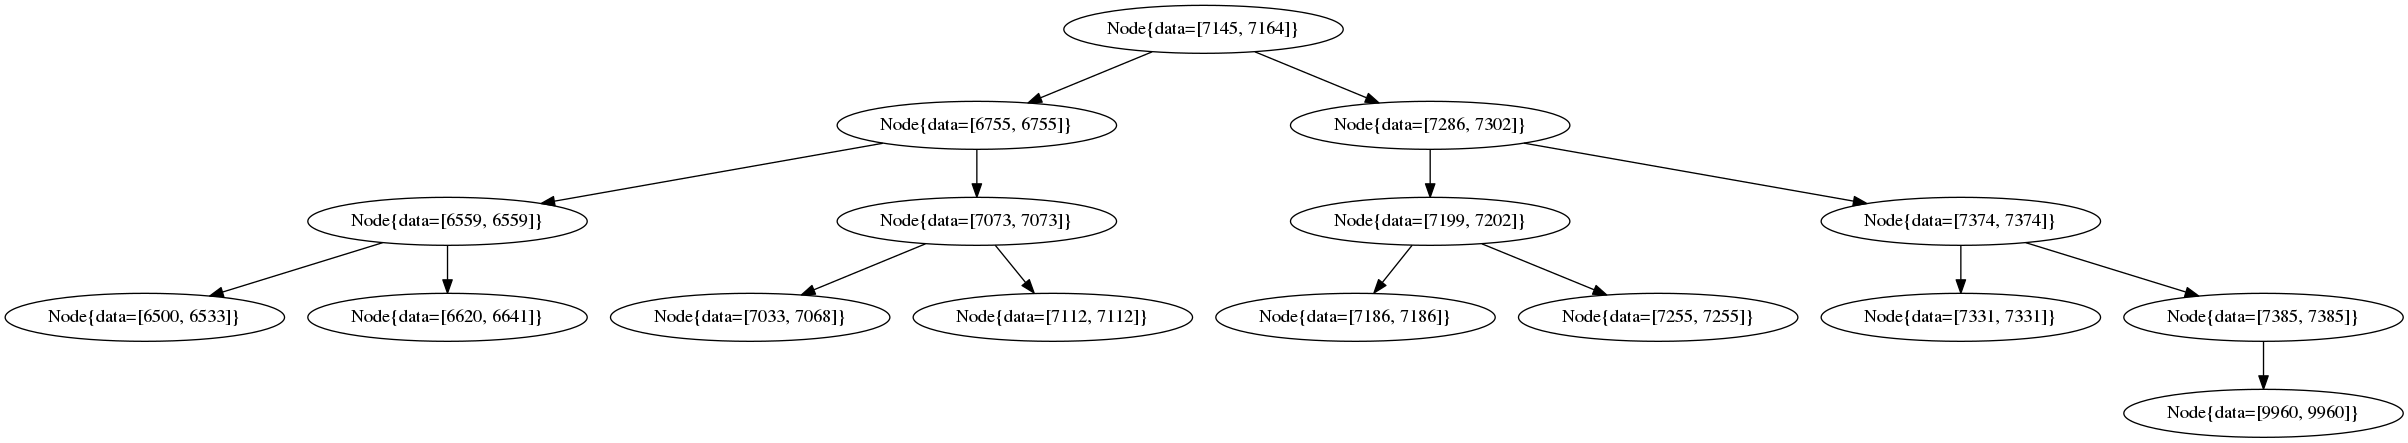 Node{data=[7145, 7164]}
Node{data=[6755, 6755]}
Node{data=[7286, 7302]}
Node{data=[6559, 6559]}
Node{data=[7073, 7073]}
Node{data=[7199, 7202]}
Node{data=[7374, 7374]}
Node{data=[6500, 6533]}
Node{data=[6620, 6641]}
Node{data=[7033, 7068]}
Node{data=[7112, 7112]}
Node{data=[7186, 7186]}
Node{data=[7255, 7255]}
Node{data=[7331, 7331]}
Node{data=[7385, 7385]}
Node{data=[9960, 9960]}